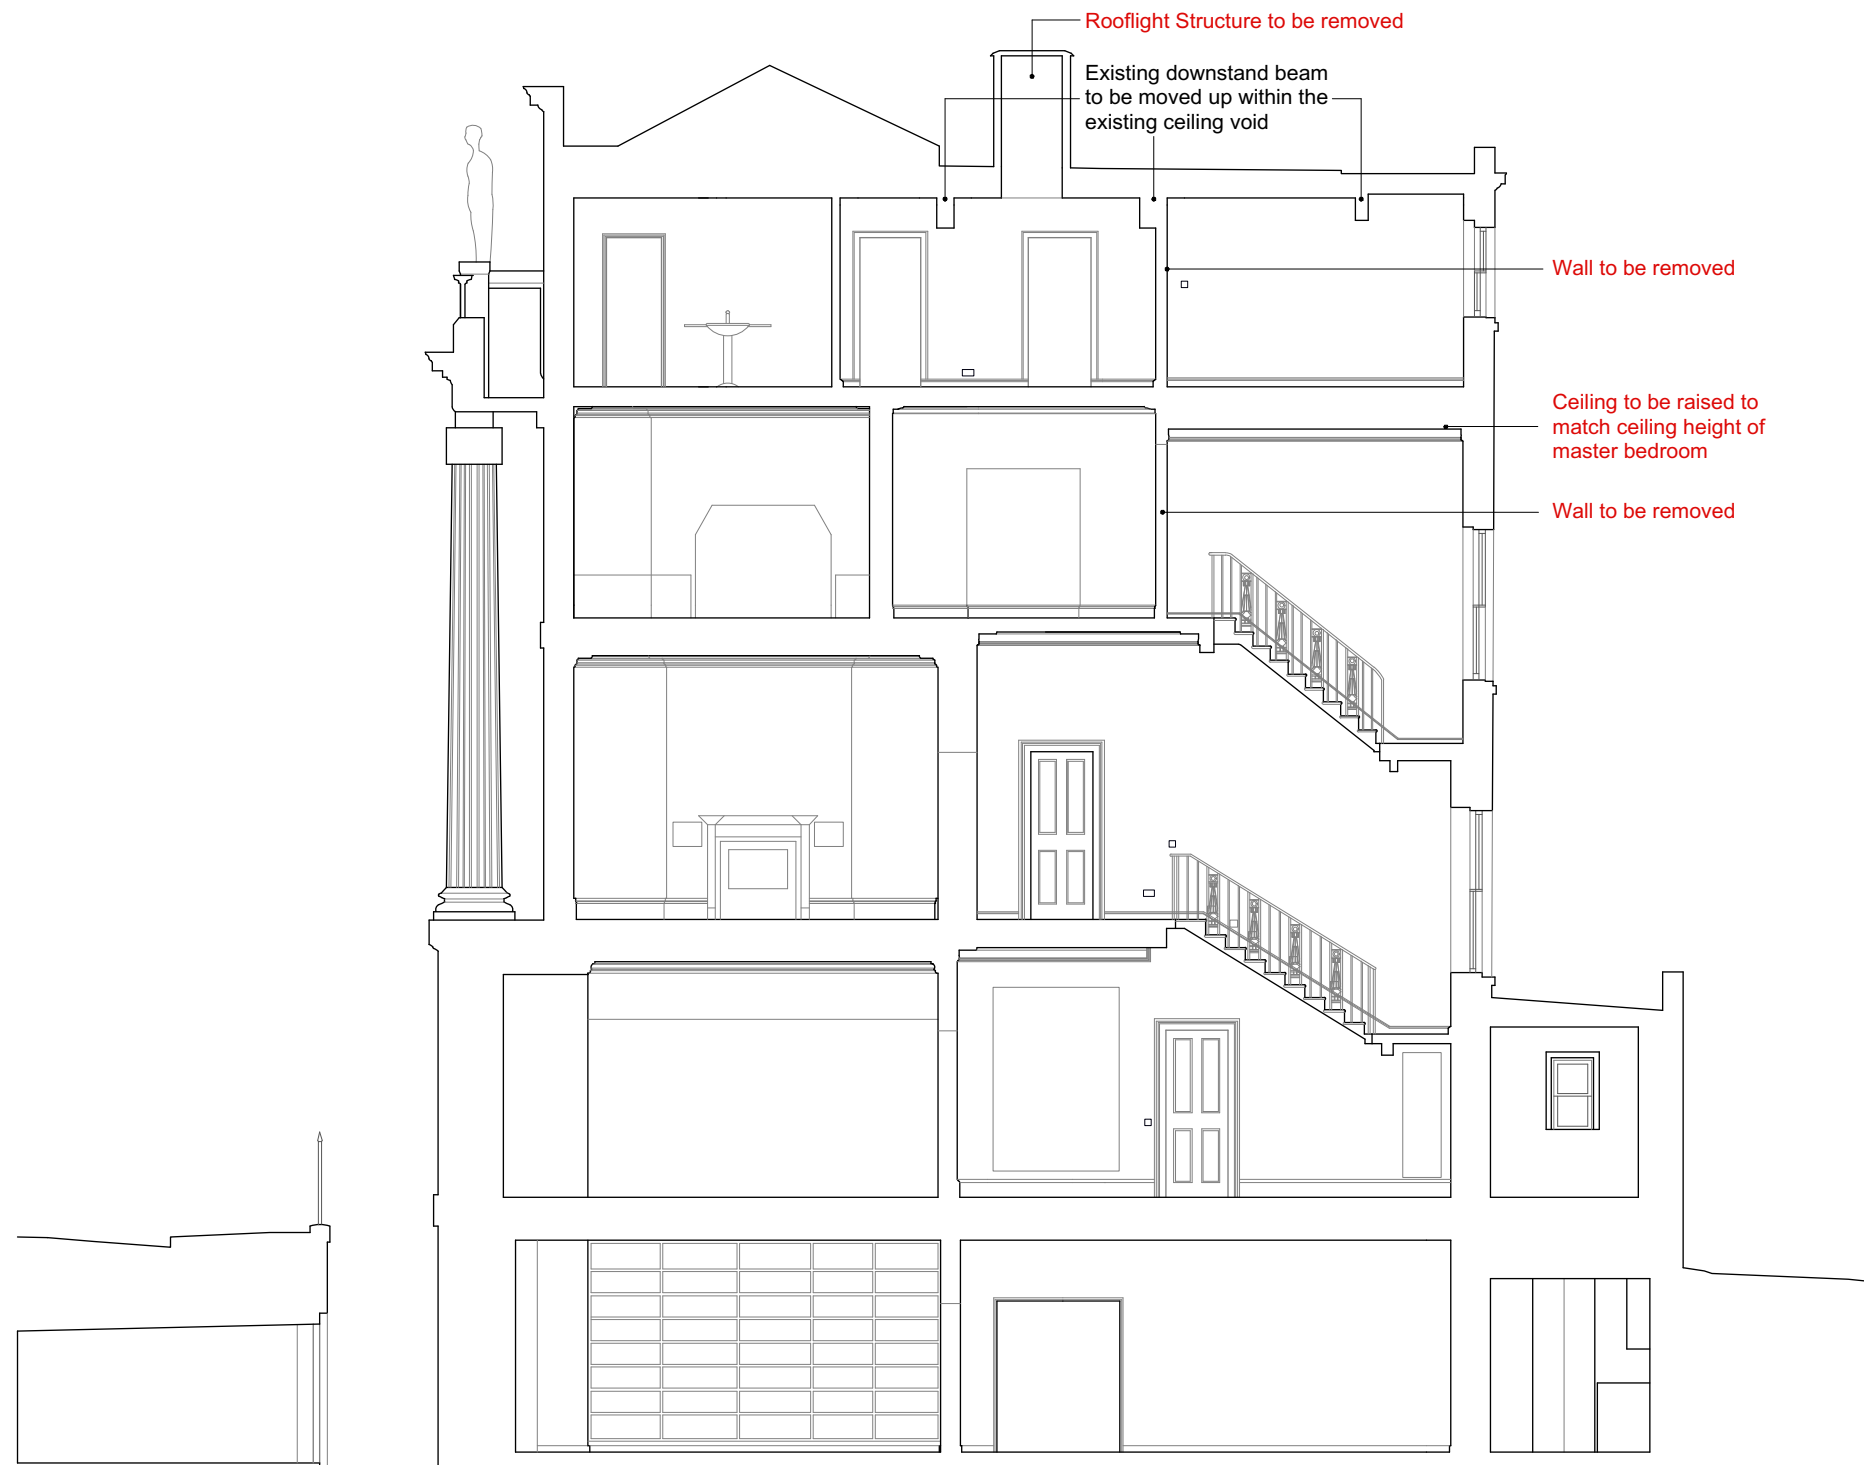 Rooflight Structure to be removed
Existing downstand beam
to be moved up within the
existing ceiling void
Wall to be removed
Ceiling to be raised to
match ceiling height of
master bedroom
Wall to be removed